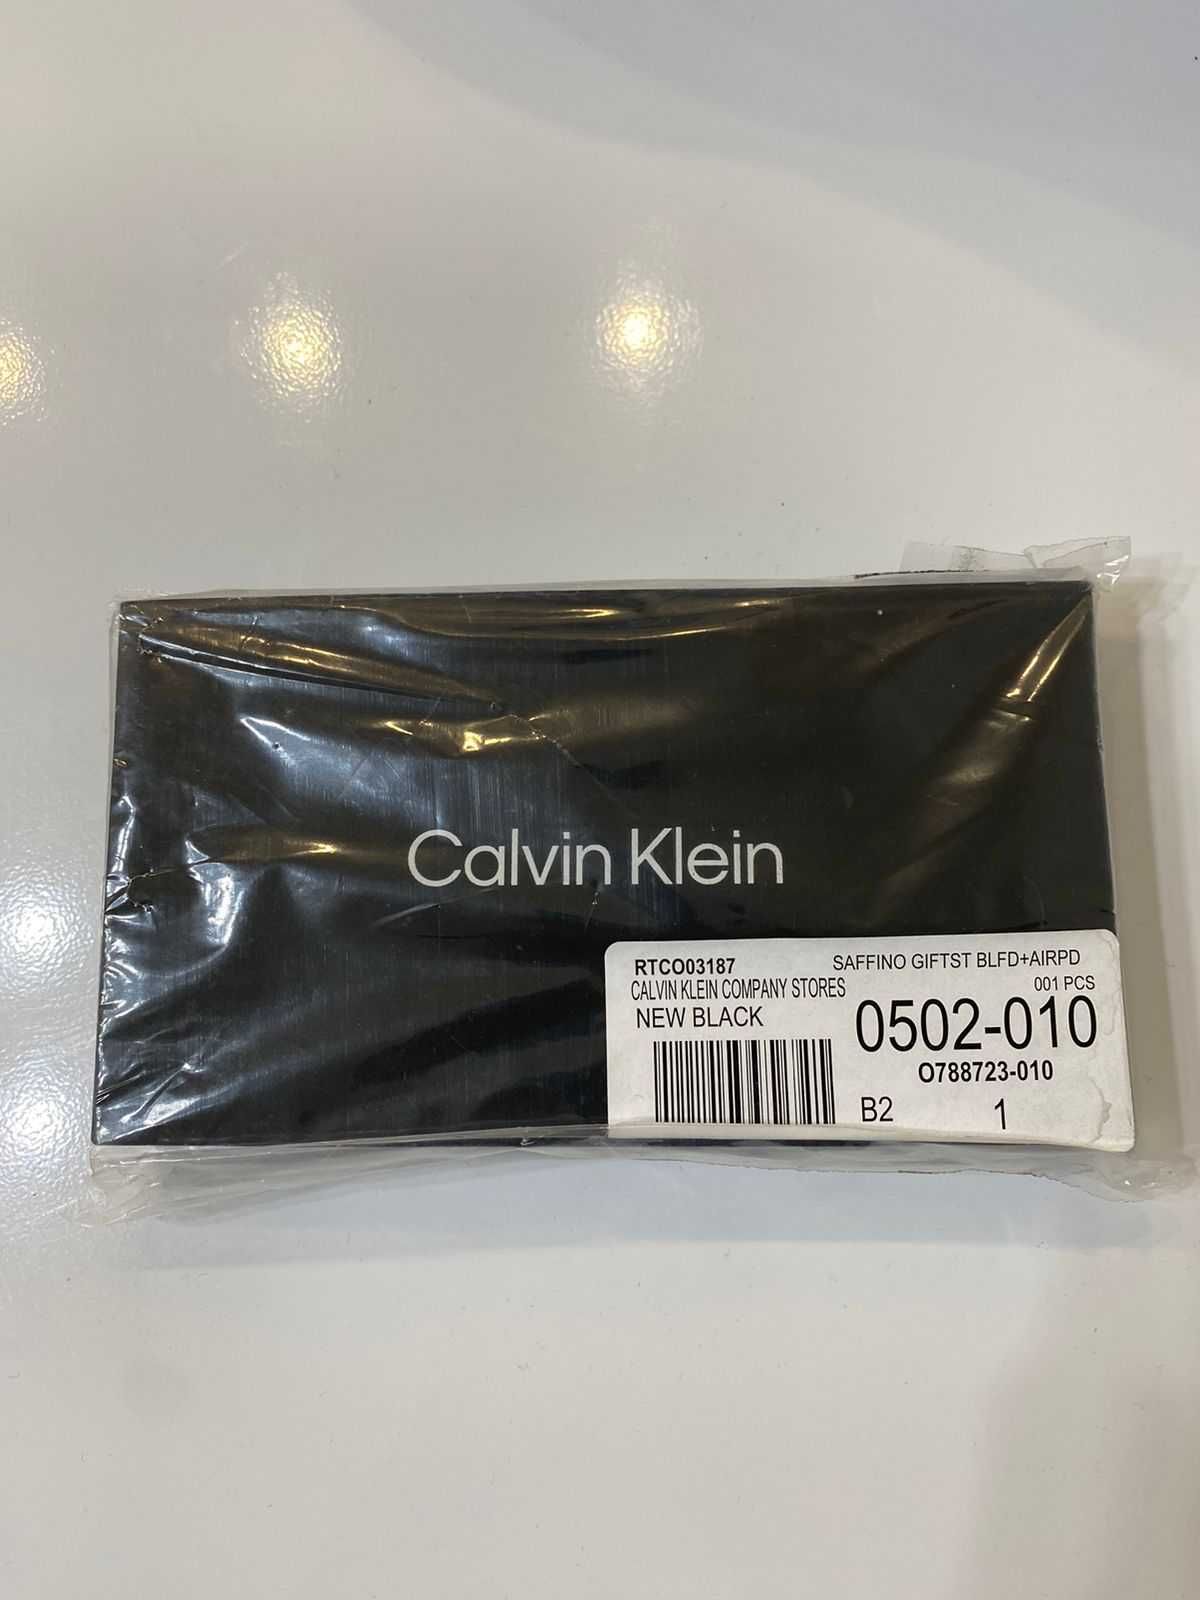 Calvin Klein
RTCO03187
SAFFINO GIFTST BLFD+AIRPD
CALVIN KLEIN COMPANY STORES
001 PCS
NEW BLACK
0502-010
O788723-010
B2
1